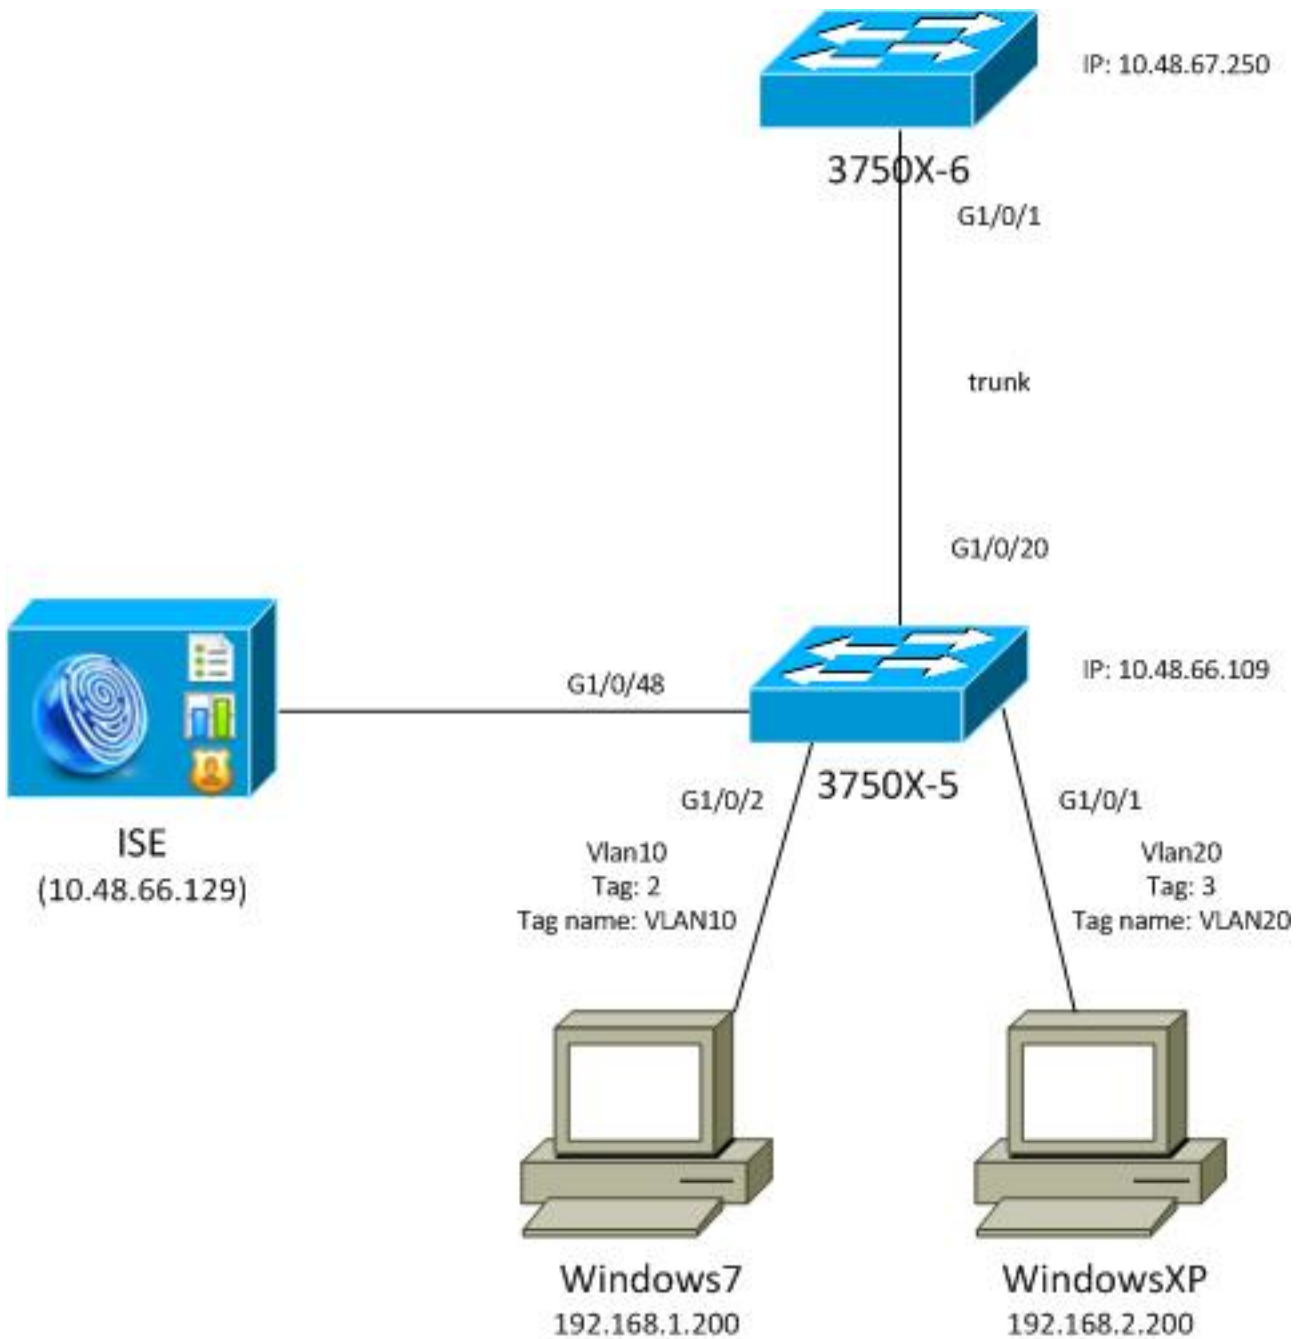 IP: 10.48.67.250
3750X-6
G1/0/1
trunk
G1/0/20
G1/0/48
IP: 10.48.66.109
3750X-5
ISE
(10.48.66.129)
G1/0/2
Vlan10
Tag: 2
Tag name: VLAN10
G1/0/1
Vlan20
Tag: 3
Tag name: VLAN20
Windows7
192.168.1.200
WindowsXP
192.168.2.200